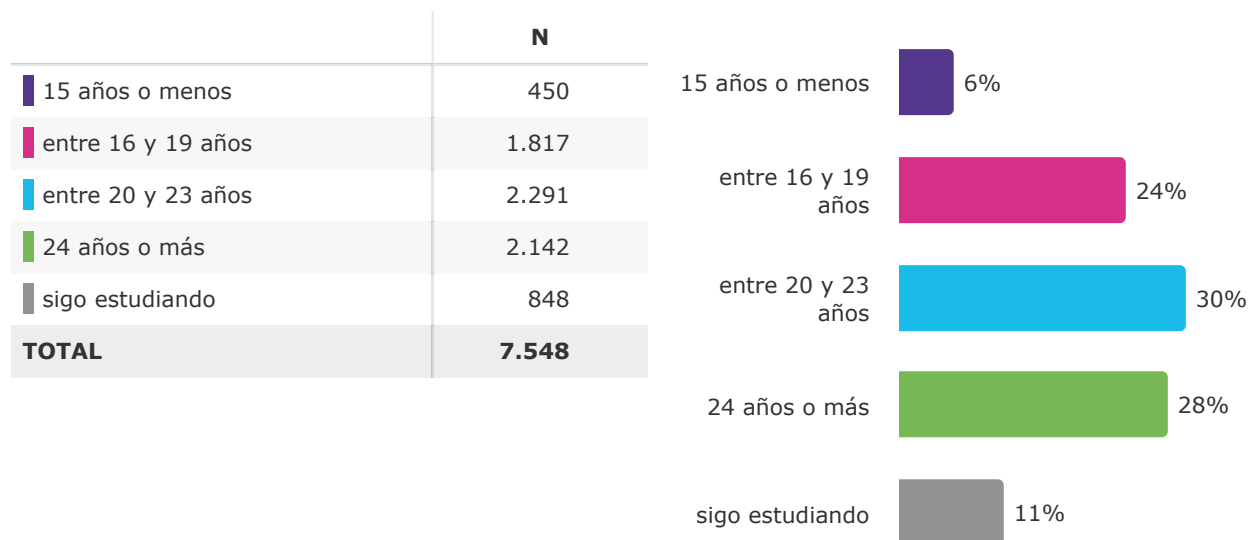 N
15 años o menos 450
entre 16 y 19 años 1.817
entre 20 y 23 años 2.291
24 años o más 2.142
sigo estudiando 848
TOTAL 7.548
15 años o menos 6%
entre 16 y 19
años
24%
entre 20 y 23
años
30%
24 años o más 28%
sigo estudiando 11%